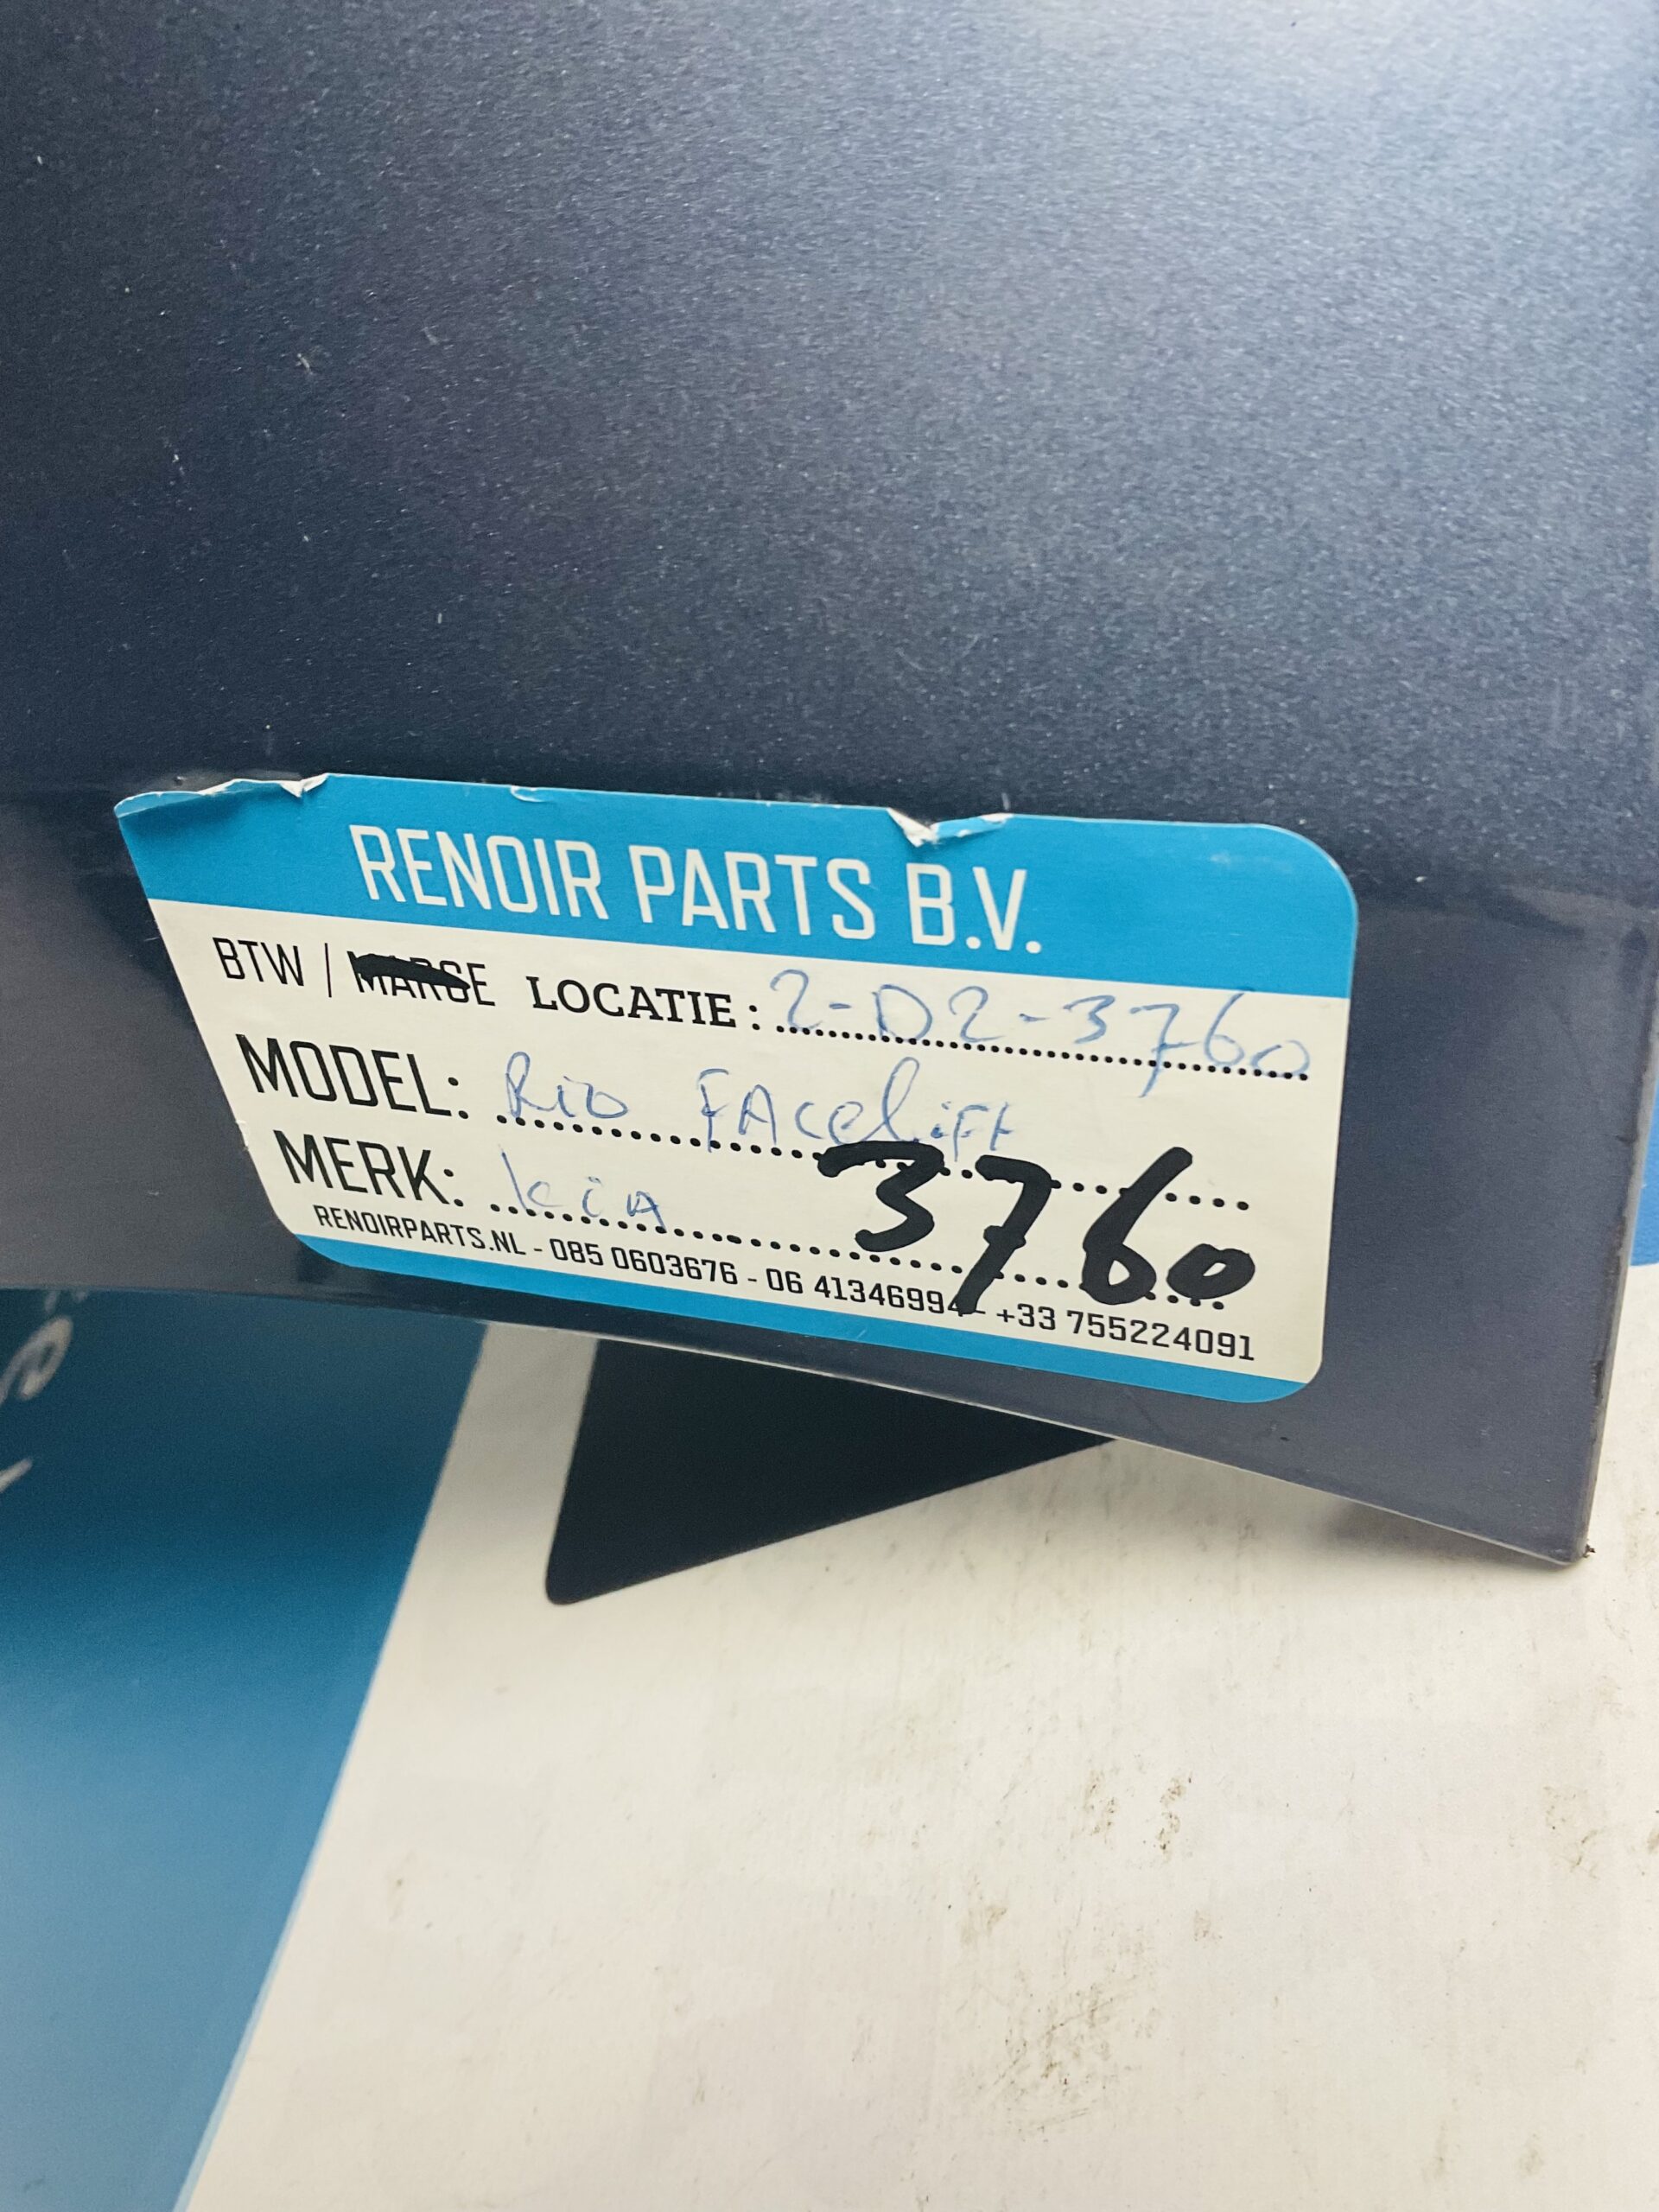 RENOIR PARTS B.V.
BTW / MARGE LOCATIE: 2-D2-3760
MODEL: Rio FAceliFt
MERK: kiA
3760
RENOIRPARTS.NL - 085 0603676 - 06 41346994 - +33 755224091